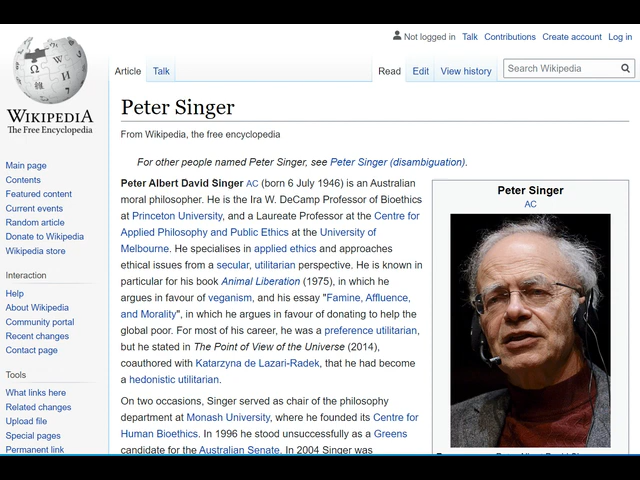 Not logged in Talk Contributions Create account Log in
Article Talk Read Edit View history Search Wikipedia
WIKIPEDIA
The Free Encyclopedia
Main page
Contents
Featured content
Current events
Random article
Donate to Wikipedia
Wikipedia store
Interaction
Help
About Wikipedia
Community portal
Recent changes
Contact page
Tools
What links here
Related changes
Upload file
Special pages
Permanent link
Peter Singer
From Wikipedia, the free encyclopedia
For other people named Peter Singer, see Peter Singer (disambiguation).
Peter Albert David Singer AC (born 6 July 1946) is an Australian
moral philosopher. He is the Ira W. DeCamp Professor of Bioethics
at Princeton University, and a Laureate Professor at the Centre for
Applied Philosophy and Public Ethics at the University of
Melbourne. He specialises in applied ethics and approaches
ethical issues from a secular, utilitarian perspective. He is known in
particular for his book Animal Liberation (1975), in which he
argues in favour of veganism, and his essay "Famine, Affluence,
and Morality", in which he argues in favour of donating to help the
global poor. For most of his career, he was a preference utilitarian,
but he stated in The Point of View of the Universe (2014),
coauthored with Katarzyna de Lazari-Radek, that he had become
a hedonistic utilitarian.
On two occasions, Singer served as chair of the philosophy
department at Monash University, where he founded its Centre for
Human Bioethics. In 1996 he stood unsuccessfully as a Greens
candidate for the Australian Senate. In 2004 Singer was
Peter Singer
AC